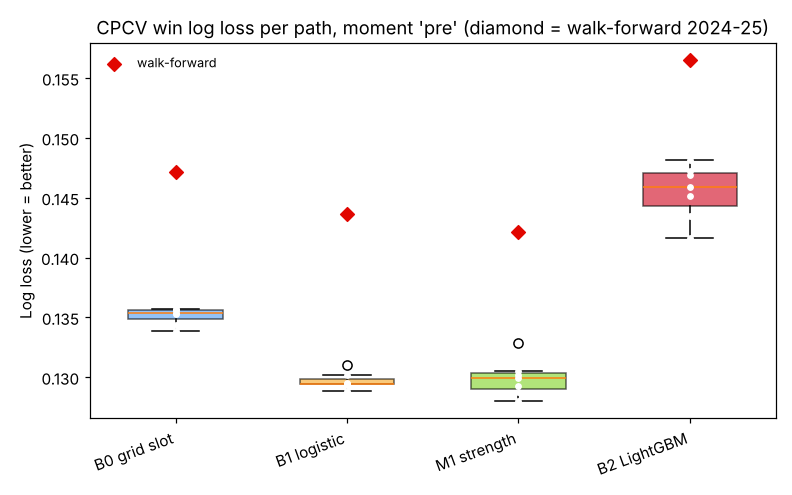 CPCV win log loss per path, moment 'pre' (diamond = walk-forward 2024-25)
walk-forward
Log loss (lower = better)
0.155
0.150
0.145
0.140
0.135
0.130
B0 grid slot
B1 logistic
M1 strength
B2 LightGBM